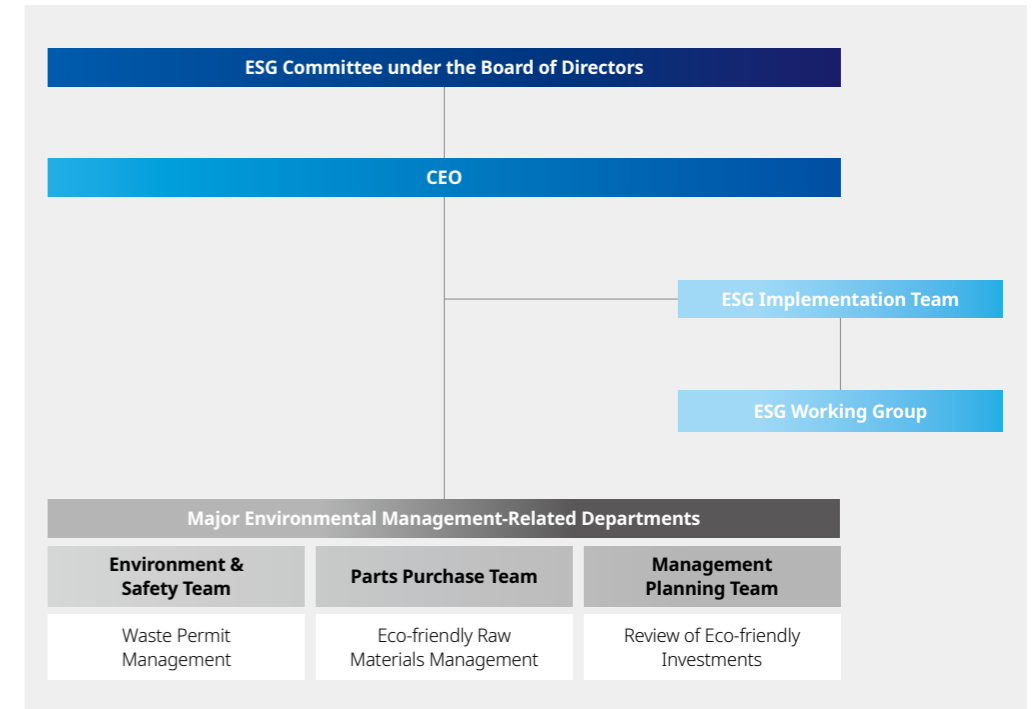 ESG Committee under the Board of Directors
CEO
ESG Implementation Team
ESG Working Group
Major Environmental Management-Related Departments
Environment &
Safety Team
Parts Purchase Team
Management
Planning Team
Waste Permit
Management
Eco-friendly Raw
Materials Management
Review of Eco-friendly
Investments